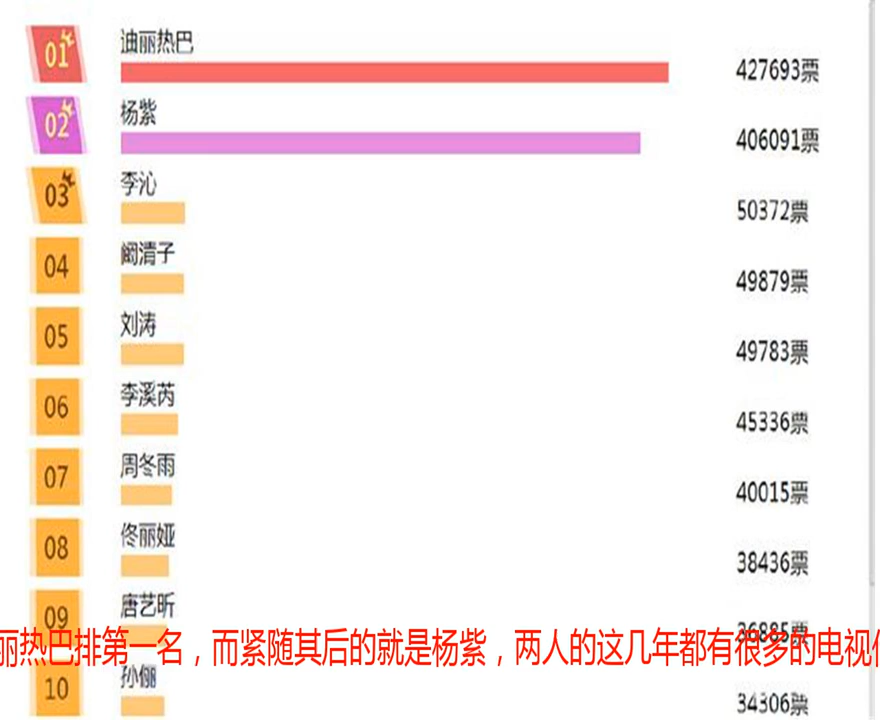 01 迪丽热巴 427693票
02 杨紫 406091票
03 李沁 50372票
04 阚清子 49879票
05 刘涛 49783票
06 李溪芮 45336票
07 周冬雨 40015票
08 佟丽娅 38436票
09 唐艺昕 36885票
丽热巴排第一名，而紧随其后的就是杨紫，两人的这几年都有很多的电视
10 孙俪 34306票